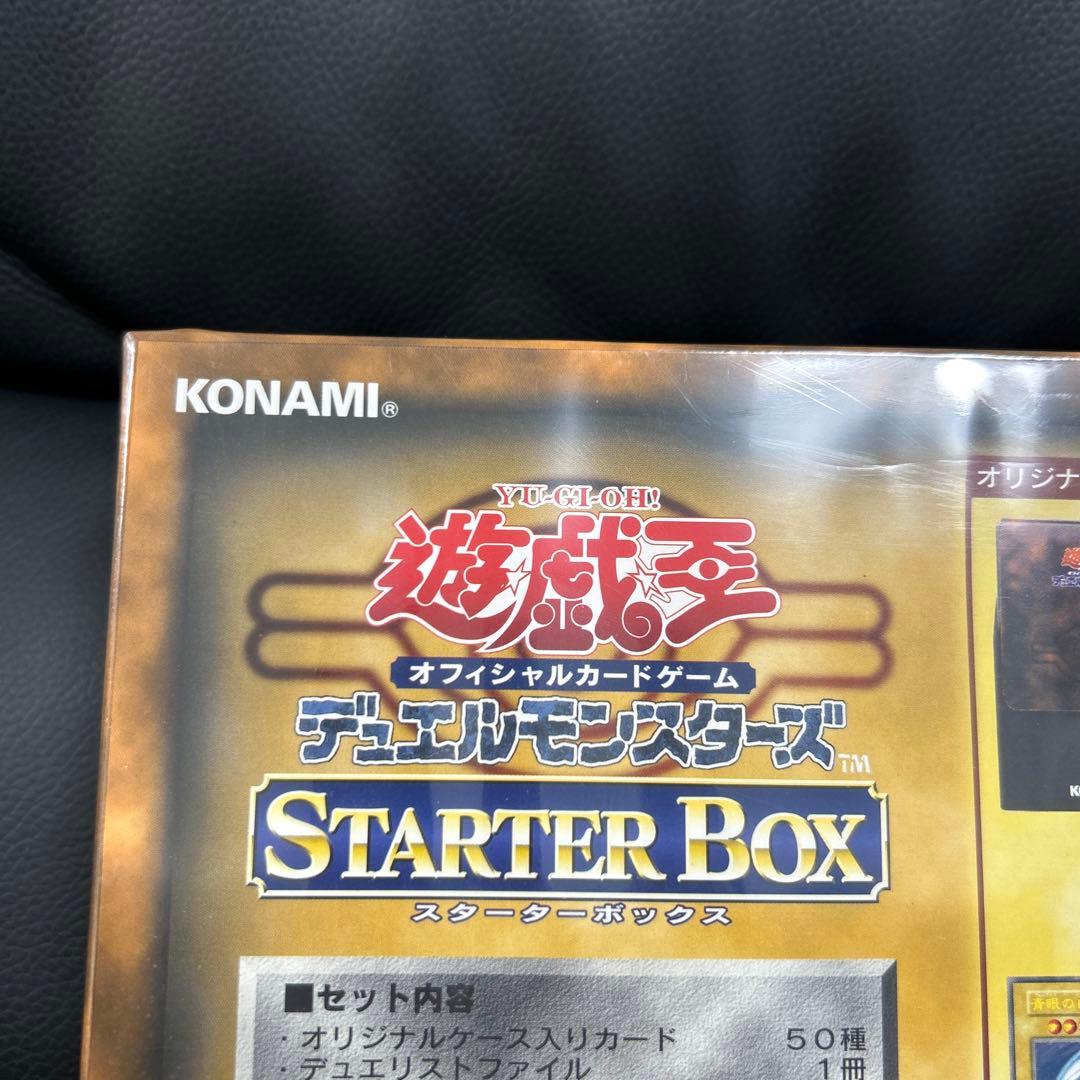 KONAMI®
YU-GI-OH!
遊☆戯☆王
オフィシャルカードゲーム
デュエルモンスターズ™
STARTER BOX
スターターボックス
■セット内容
・オリジナルケース入りカード 50種
・デュエリストファイル 1冊
オリジナ
青眼の